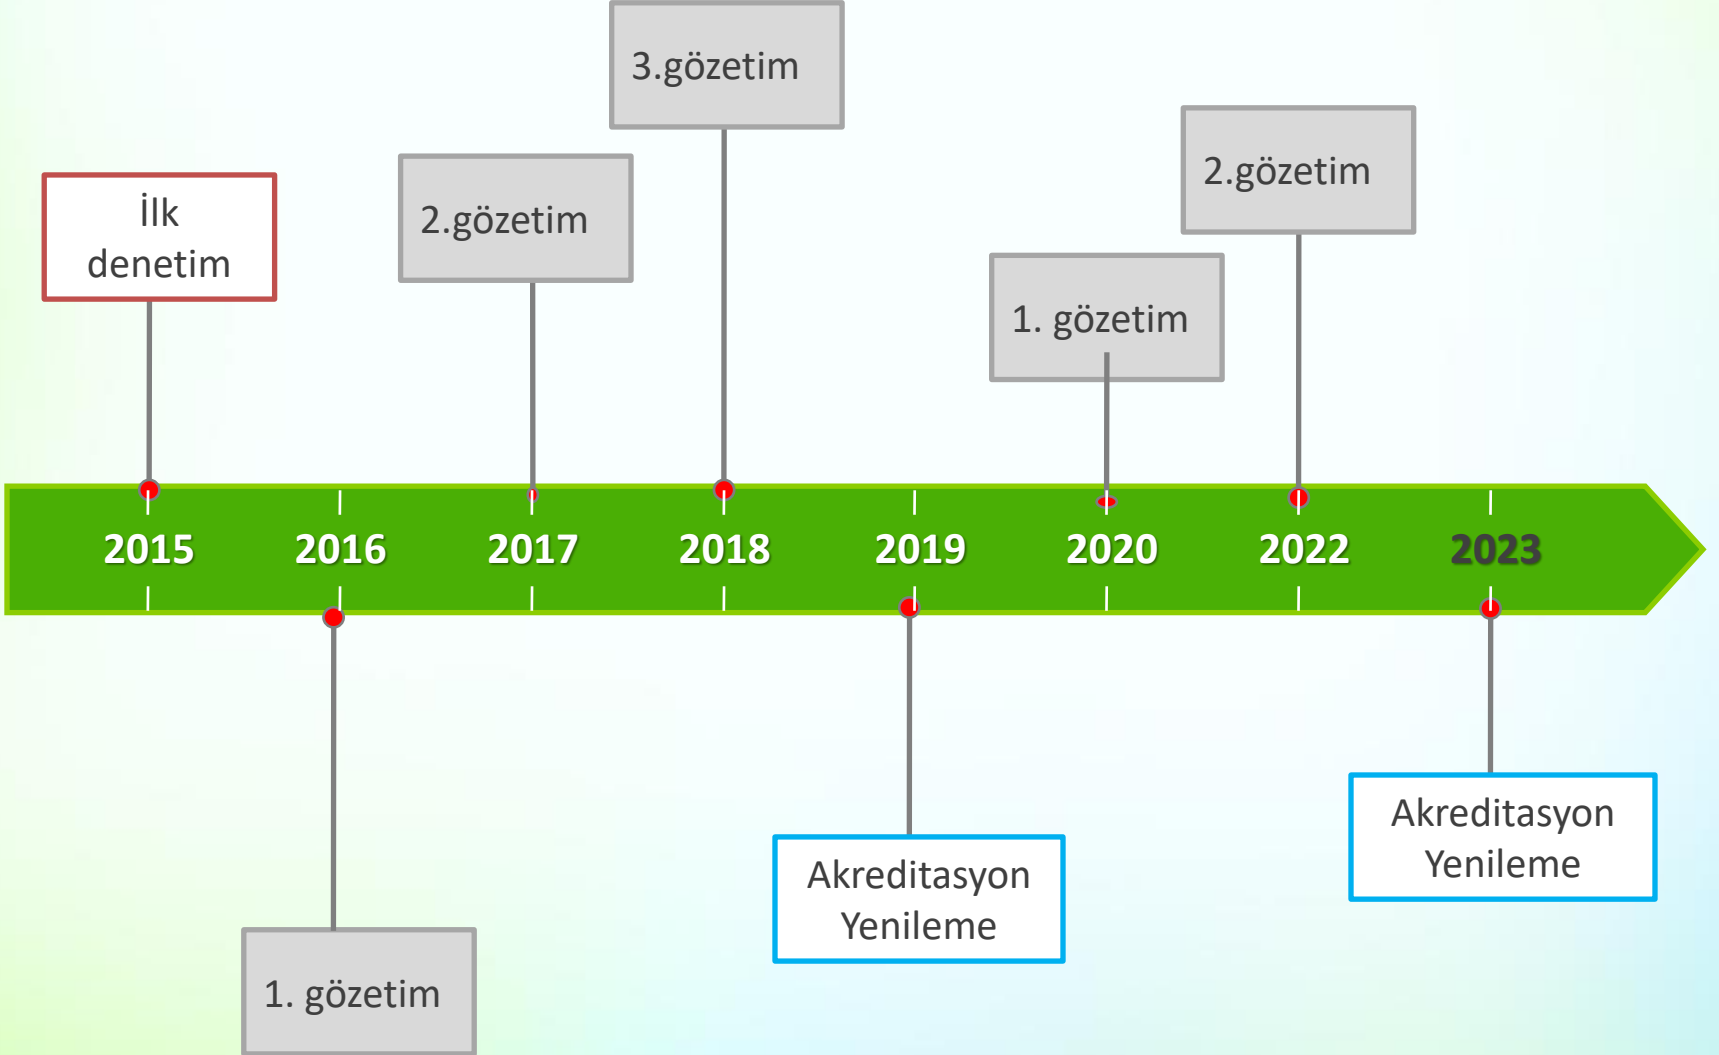 3.gözetim
2.gözetim
İlk
denetim
2.gözetim
1. gözetim
2015 2016 2017 2018 2019 2020 2022 2023
Akreditasyon
Yenileme
Akreditasyon
Yenileme
1. gözetim